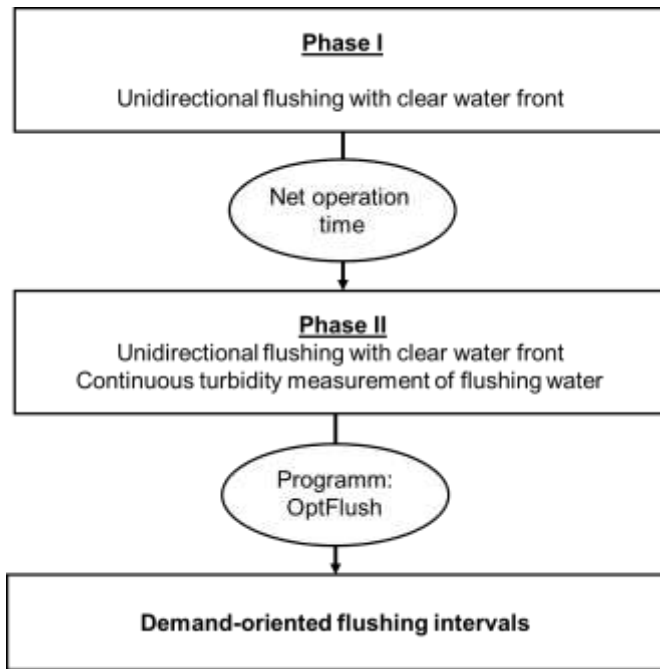 Phase I
Unidirectional flushing with clear water front
Net operation
time
Phase II
Unidirectional flushing with clear water front
Continuous turbidity measurement of flushing water
Programm:
OptFlush
Demand-oriented flushing intervals